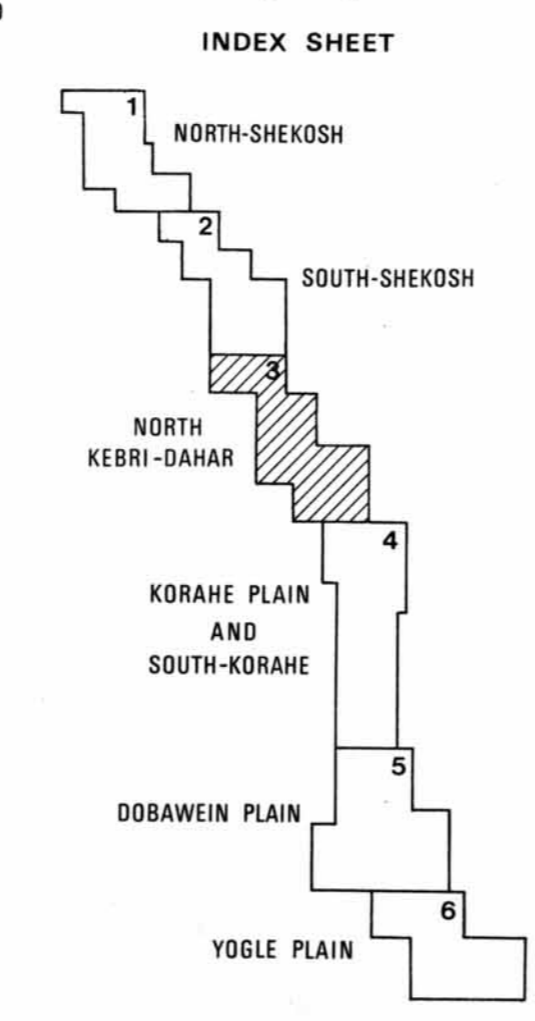 INDEX SHEET
1
NORTH-SHEKOSH
2
SOUTH-SHEKOSH
3
NORTH
KEBRI-DAHAR
4
KORAHE PLAIN
AND
SOUTH-KORAHE
5
DOBAWEIN PLAIN
6
YOGLE PLAIN